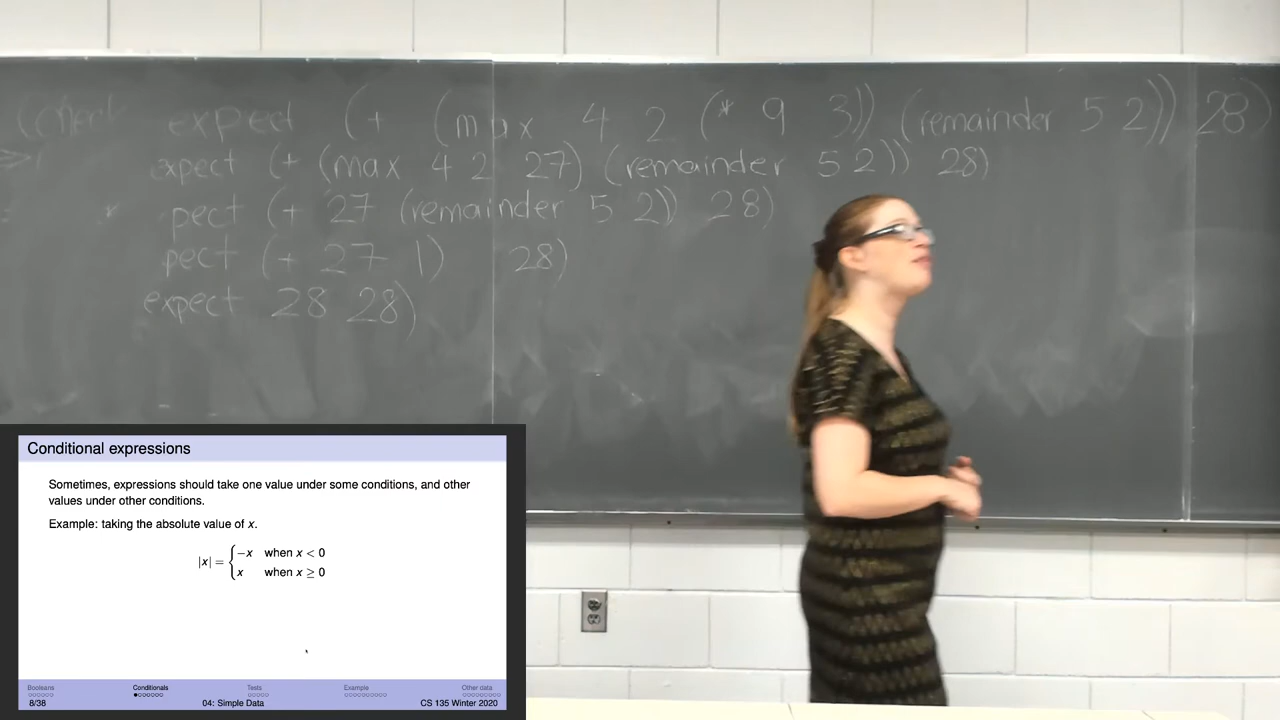 (check expect (+ (max 4 2 (* 9 3)) (remainder 5 2)) 28)
expect (+ (max 4 2 27) (remainder 5 2)) 28)
pect (+ 27 (remainder 5 2)) 28)
pect (+ 27 1) 28)
expect 28 28)
Conditional expressions
Sometimes, expressions should take one value under some conditions, and other
values under other conditions.
Example: taking the absolute value of x.
|x| = { −x when x < 0
x when x ≥ 0
Booleans Conditionals Tests Example Other data
8/38 04: Simple Data CS 135 Winter 2020